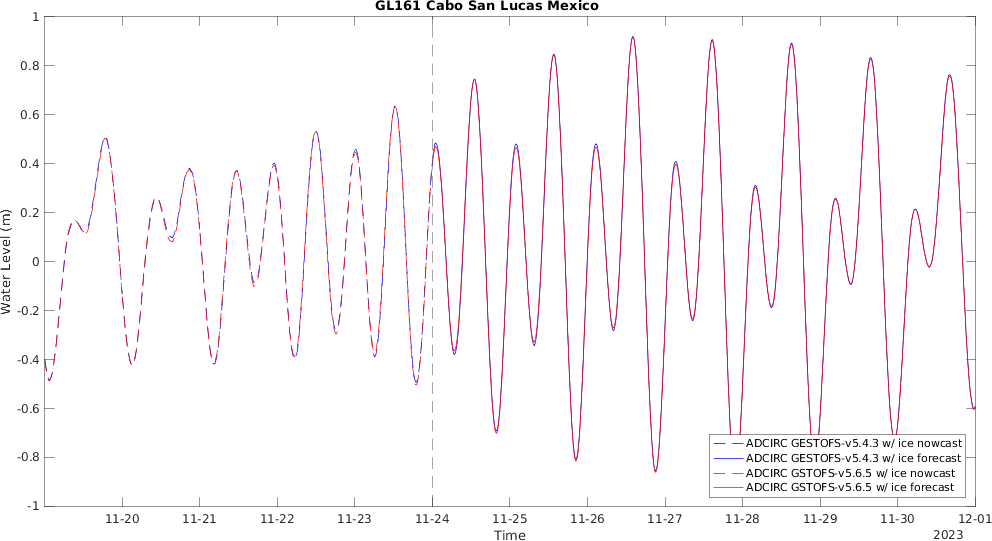 GL161 Cabo San Lucas Mexico
Water Level (m)
1
0.8
0.6
0.4
0.2
0
-0.2
-0.4
-0.6
-0.8
-1
ADCIRC GESTOFS-v5.4.3 w/ ice nowcast
ADCIRC GESTOFS-v5.4.3 w/ ice forecast
ADCIRC GSTOFS-v5.6.5 w/ ice nowcast
ADCIRC GSTOFS-v5.6.5 w/ ice forecast
11-20 11-21 11-22 11-23 11-24 11-25 11-26 11-27 11-28 11-29 11-30 12-01
Time
2023